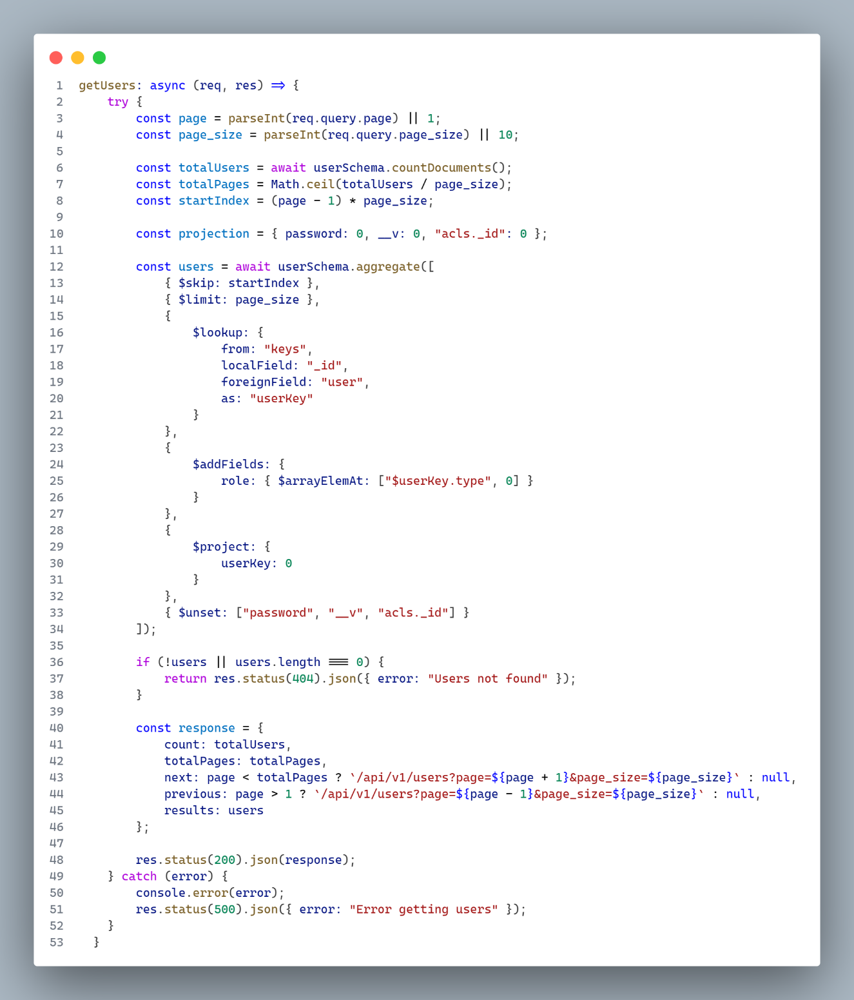 1 getUsers: async (req, res) => {
2 try {
3 const page = parseInt(req.query.page) || 1;
4 const page_size = parseInt(req.query.page_size) || 10;
5
6 const totalUsers = await userSchema.countDocuments();
7 const totalPages = Math.ceil(totalUsers / page_size);
8 const startIndex = (page - 1) * page_size;
9
10 const projection = { password: 0, __v: 0, "acls._id": 0 };
11
12 const users = await userSchema.aggregate([
13 { $skip: startIndex },
14 { $limit: page_size },
15 {
16 $lookup: {
17 from: "keys",
18 localField: "_id",
19 foreignField: "user",
20 as: "userKey"
21 }
22 },
23 {
24 $addFields: {
25 role: { $arrayElemAt: ["$userKey.type", 0] }
26 }
27 },
28 {
29 $project: {
30 userKey: 0
31 }
32 },
33 { $unset: ["password", "__v", "acls._id"] }
34 ]);
35
36 if (!users || users.length === 0) {
37 return res.status(404).json({ error: "Users not found" });
38 }
39
40 const response = {
41 count: totalUsers,
42 totalPages: totalPages,
43 next: page < totalPages ? `/api/v1/users?page=${page + 1}&page_size=${page_size}` : null,
44 previous: page > 1 ? `/api/v1/users?page=${page - 1}&page_size=${page_size}` : null,
45 results: users
46 };
47
48 res.status(200).json(response);
49 } catch (error) {
50 console.error(error);
51 res.status(500).json({ error: "Error getting users" });
52 }
53 }